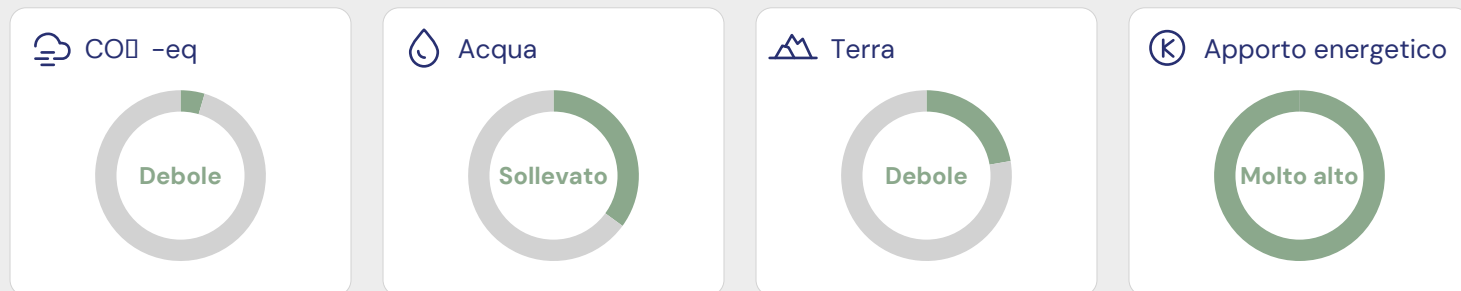 CO▯ -eq
Acqua
Terra
Apporto energetico
Debole
Sollevato
Debole
Molto alto